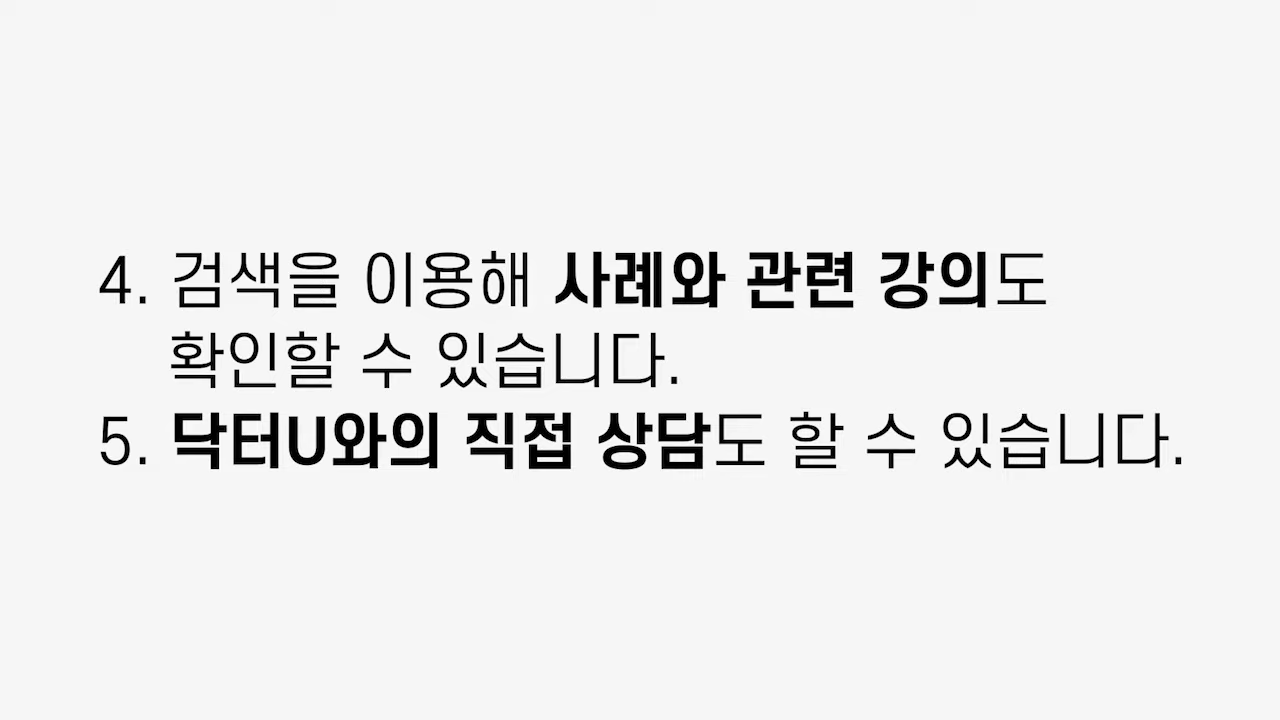 4. 검색을 이용해 사례와 관련 강의도
확인할 수 있습니다.
5. 닥터U와의 직접 상담도 할 수 있습니다.